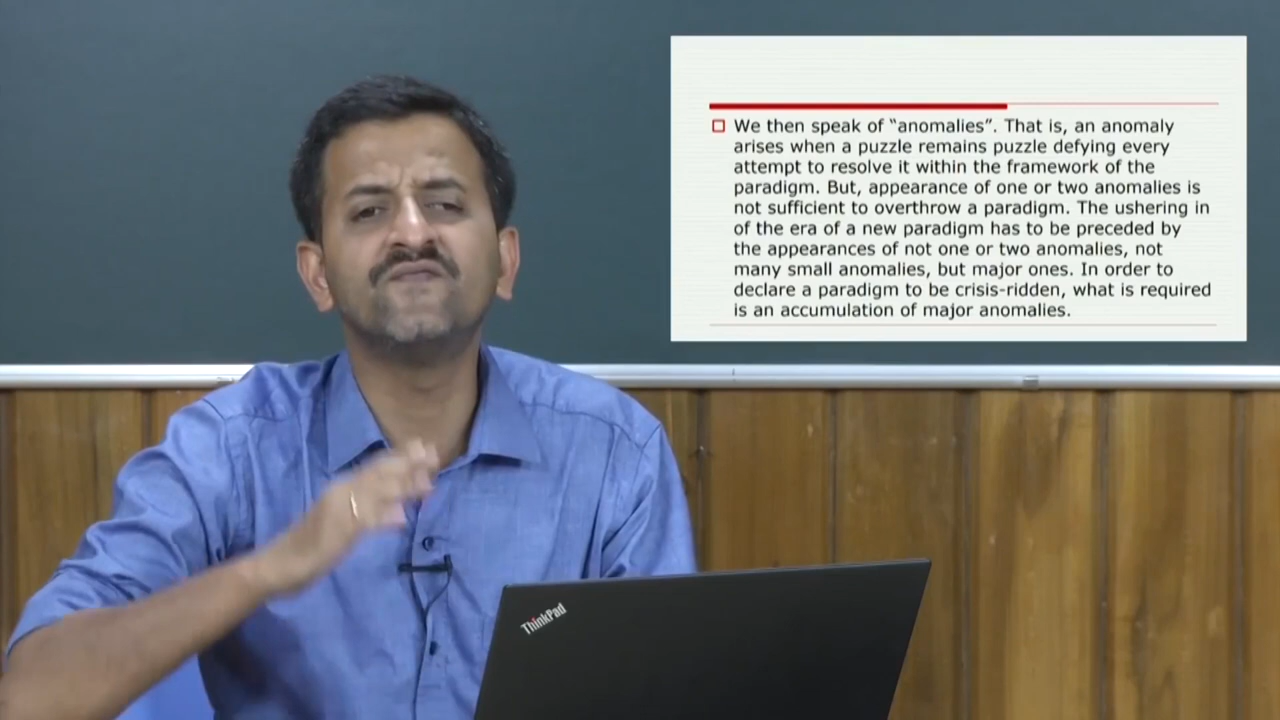 We then speak of “anomalies”. That is, an anomaly
arises when a puzzle remains puzzle defying every
attempt to resolve it within the framework of the
paradigm. But, appearance of one or two anomalies is
not sufficient to overthrow a paradigm. The ushering in
of the era of a new paradigm has to be preceded by
the appearances of not one or two anomalies, not
many small anomalies, but major ones. In order to
declare a paradigm to be crisis-ridden, what is required
is an accumulation of major anomalies.
ThinkPad